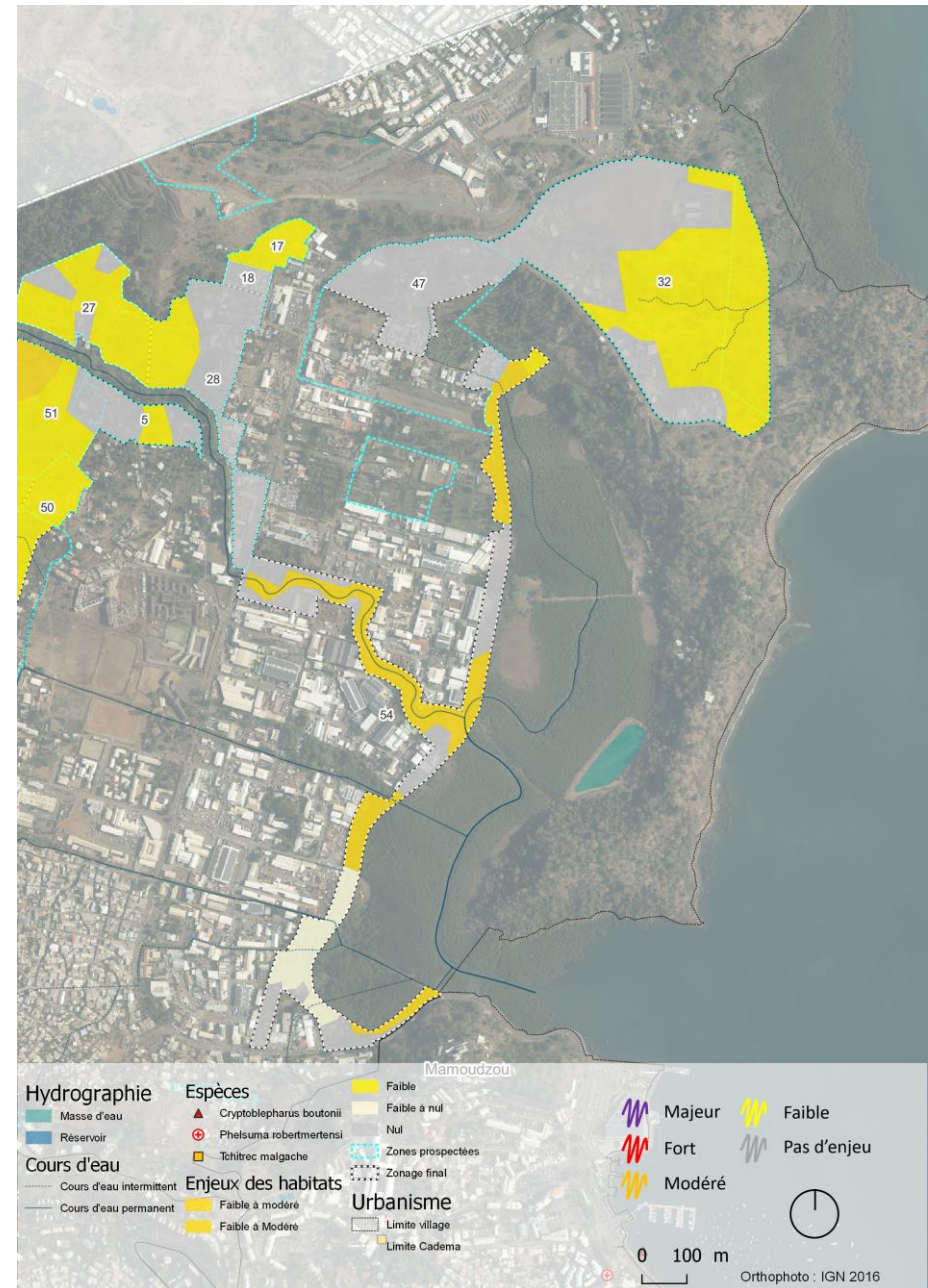 17
18
47
32
27
28
51
5
50
54
Mamoudzou
Hydrographie
Masse d'eau
Réservoir
Cours d'eau
Cours d'eau intermittent
Cours d'eau permanent
Espèces
Cryptoblepharus boutonii
Phelsuma robertmertensi
Tchitrec malgache
Enjeux des habitats
Faible à modéré
Faible à Modéré
Faible
Faible à nul
Nul
Zones prospectées
Zonage final
Urbanisme
Limite village
Limite Cadema
Majeur
Fort
Modéré
Faible
Pas d'enjeu
0 100 m
Orthophoto : IGN 2016